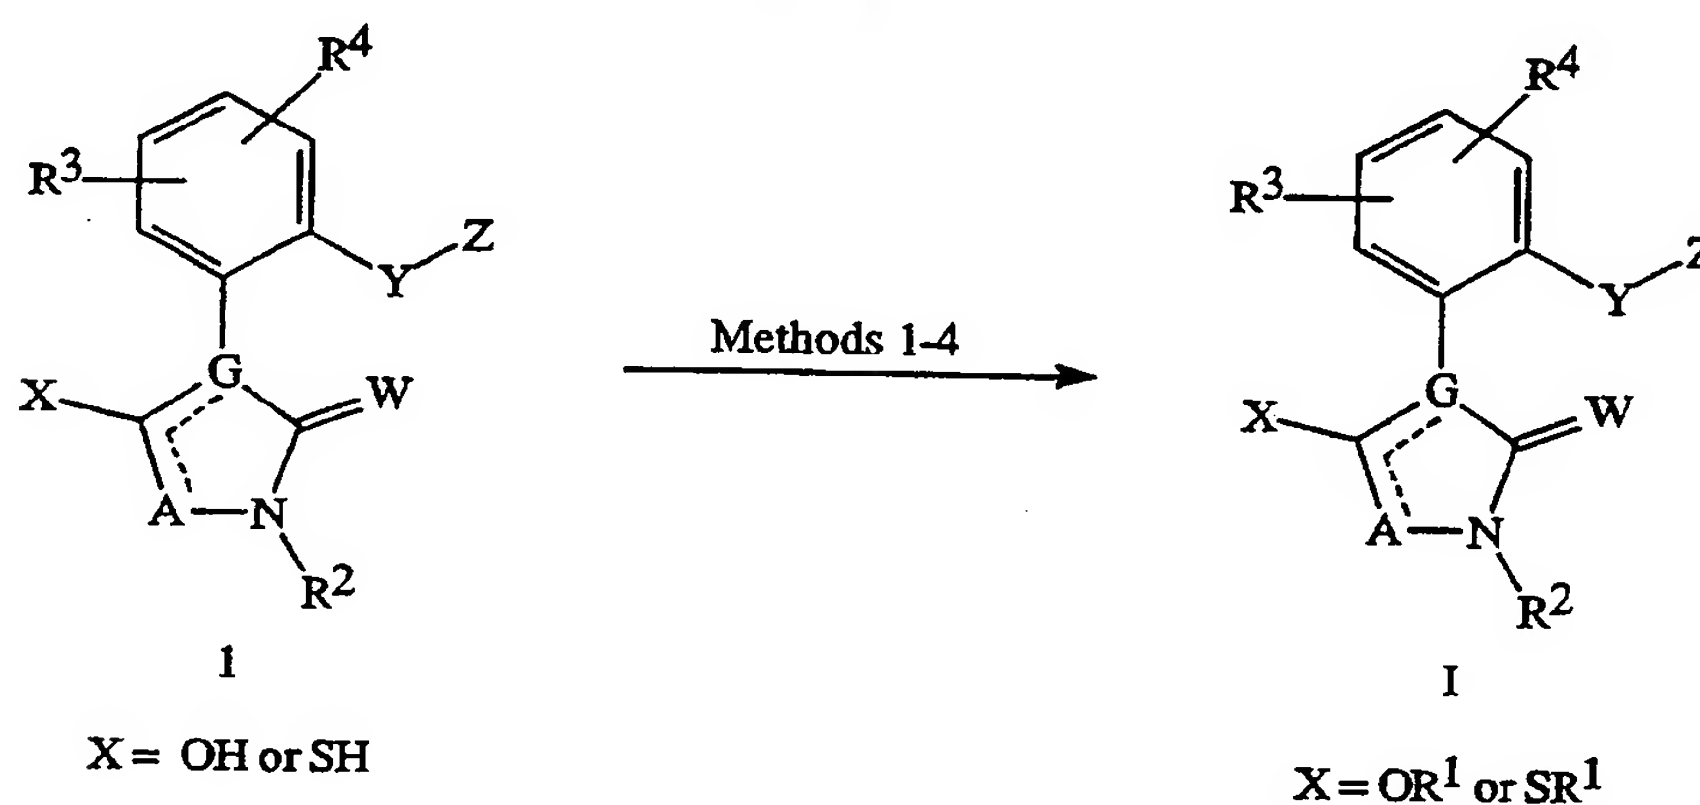 R⁴
R³
Z
Y
G
X
W
A
N
R²
1
X = OH or SH
Methods 1-4
R⁴
R³
Z
Y
G
X
W
A
N
R²
I
X = OR¹ or SR¹